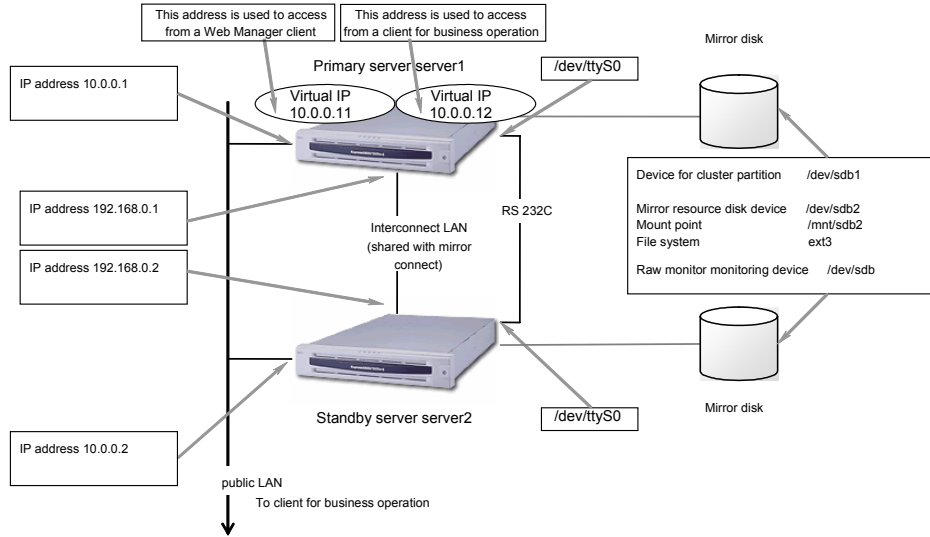 This address is used to access
from a Web Manager client
This address is used to access
from a client for business operation
Mirror disk
Primary server server1
/dev/ttyS0
IP address 10.0.0.1
Virtual IP
10.0.0.11
Virtual IP
10.0.0.12
Device for cluster partition /dev/sdb1
Mirror resource disk device /dev/sdb2
Mount point /mnt/sdb2
File system ext3
Raw monitor monitoring device /dev/sdb
IP address 192.168.0.1
RS 232C
Interconnect LAN
(shared with mirror
connect)
IP address 192.168.0.2
Standby server server2
/dev/ttyS0
Mirror disk
IP address 10.0.0.2
public LAN
To client for business operation